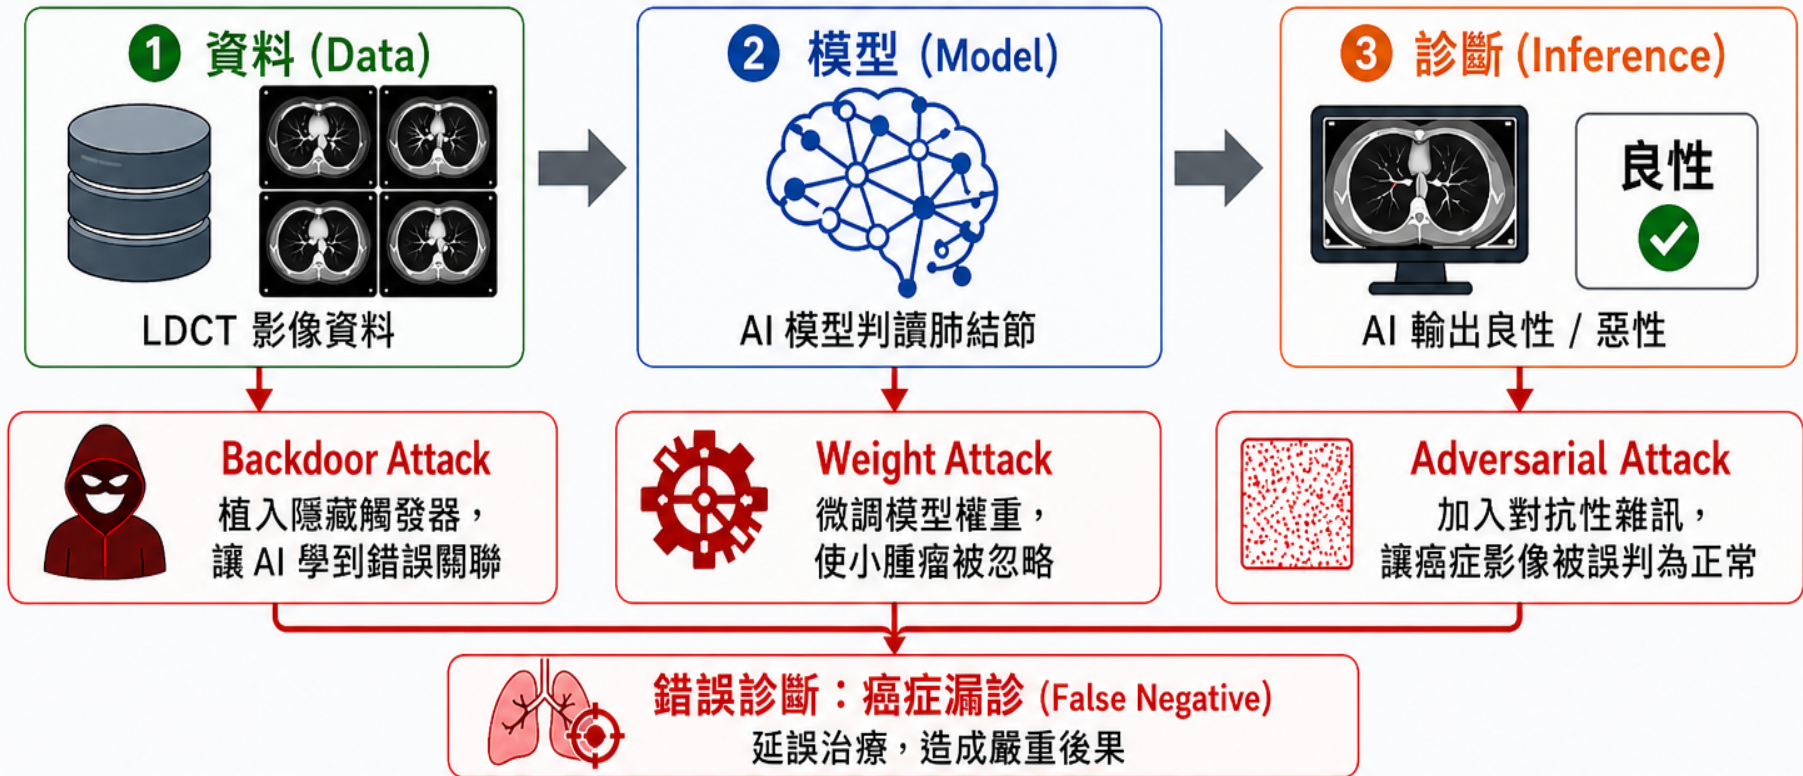 1 資料 (Data)
LDCT 影像資料
2 模型 (Model)
AI 模型判讀肺結節
3 診斷 (Inference)
良性
AI 輸出良性 / 惡性
Backdoor Attack
植入隱藏觸發器，
讓 AI 學到錯誤關聯
Weight Attack
微調模型權重，
使小腫瘤被忽略
Adversarial Attack
加入對抗性雜訊，
讓癌症影像被誤判為正常
錯誤診斷：癌症漏診 (False Negative)
延誤治療，造成嚴重後果